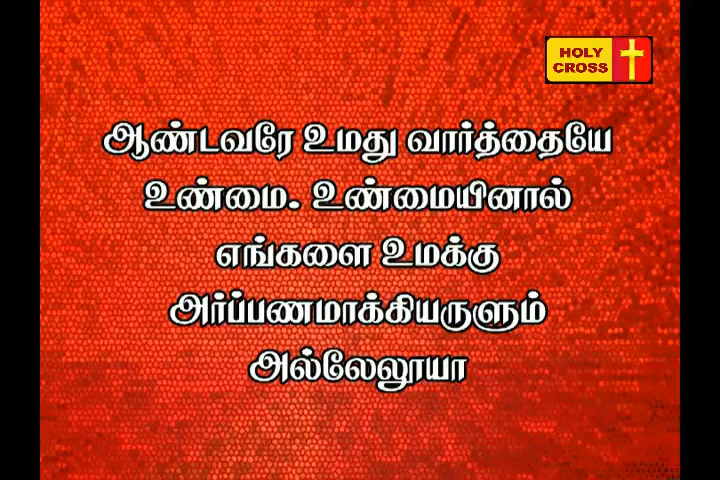 HOLY
CROSS
ஆண்டவரே உமது வார்த்தையே
உண்மை. உண்மையினால்
எங்களை உமக்கு
அர்ப்பணமாக்கியருளும்
அல்லேலூயா